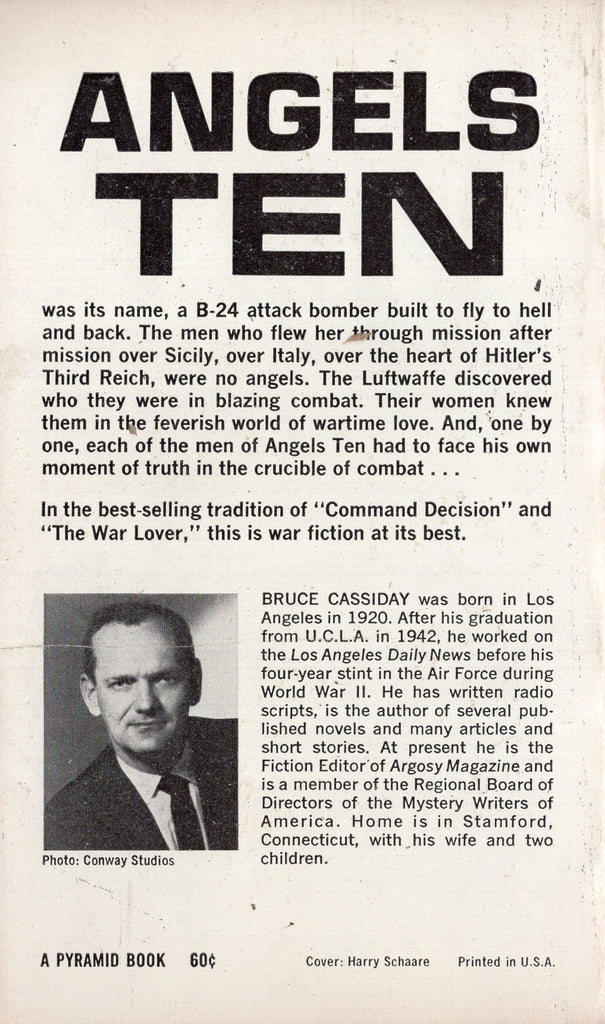 ANGELS
TEN
was its name, a B-24 attack bomber built to fly to hell
and back. The men who flew her through mission after
mission over Sicily, over Italy, over the heart of Hitler's
Third Reich, were no angels. The Luftwaffe discovered
who they were in blazing combat. Their women knew
them in the feverish world of wartime love. And, one by
one, each of the men of Angels Ten had to face his own
moment of truth in the crucible of combat . . .
In the best-selling tradition of "Command Decision" and
"The War Lover," this is war fiction at its best.
BRUCE CASSIDAY was born in Los
Angeles in 1920. After his graduation
from U.C.L.A. in 1942, he worked on
the Los Angeles Daily News before his
four-year stint in the Air Force during
World War II. He has written radio
scripts, is the author of several pub-
lished novels and many articles and
short stories. At present he is the
Fiction Editor of Argosy Magazine and
is a member of the Regional Board of
Directors of the Mystery Writers of
America. Home is in Stamford,
Connecticut, with his wife and two
children.
Photo: Conway Studios
A PYRAMID BOOK 60¢
Cover: Harry Schaare
Printed in U.S.A.